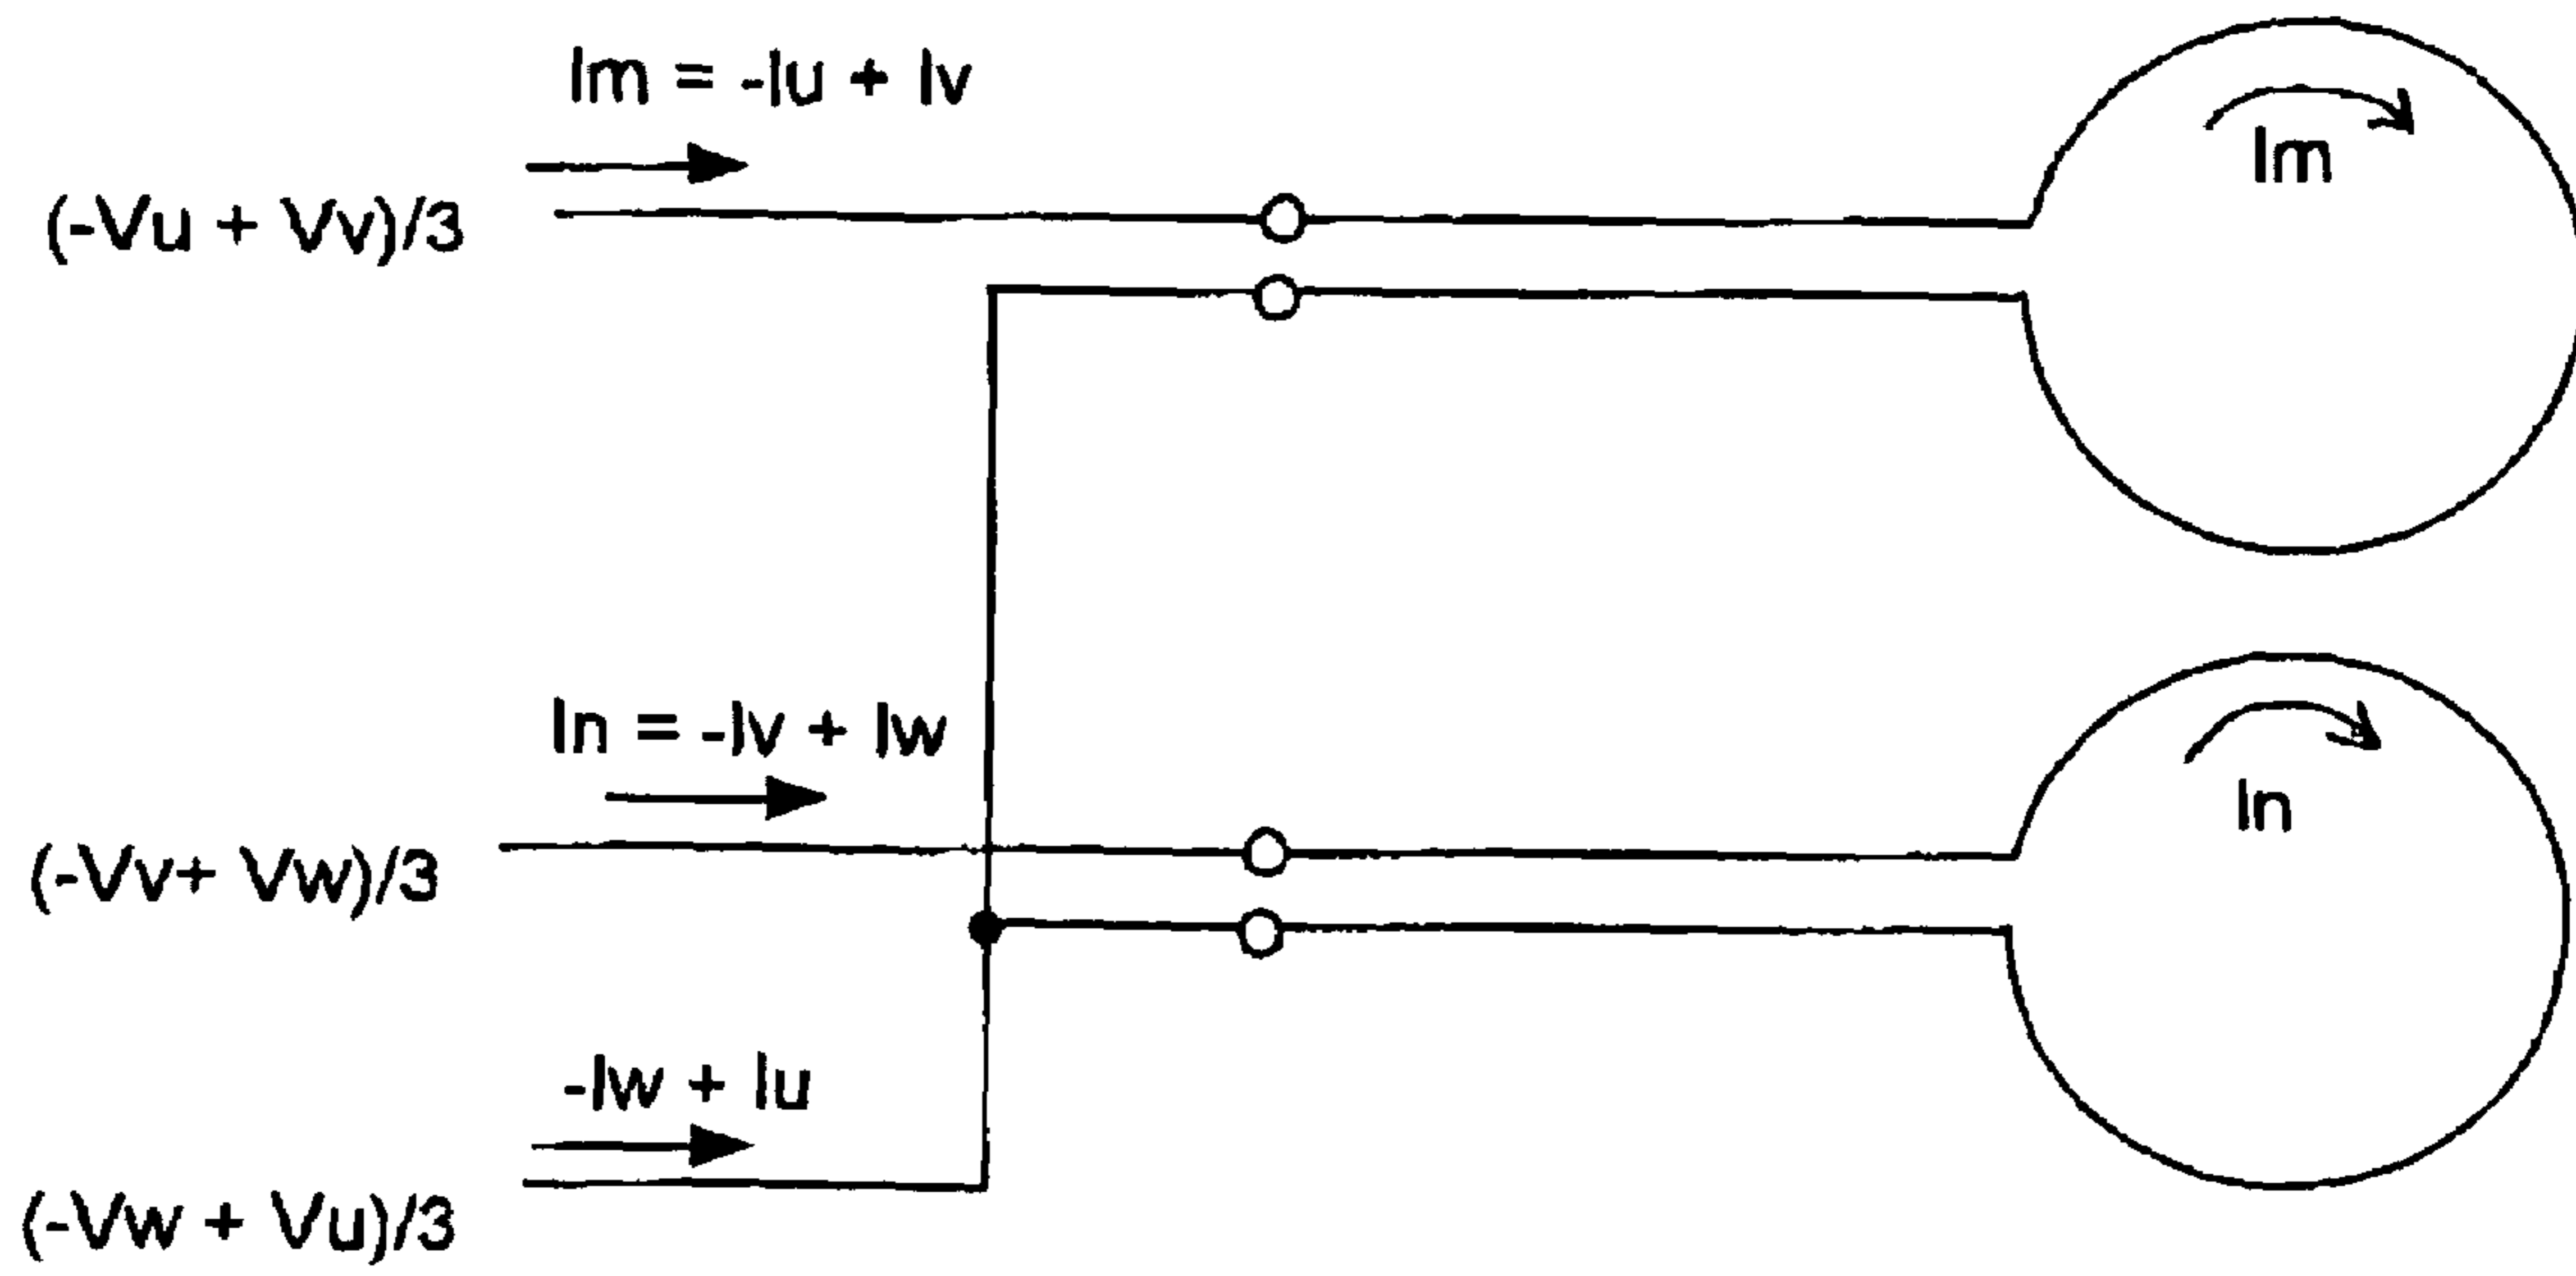 Im = -Iu + Iv
Im
(-Vu + Vv)/3
In = -Iv + Iw
In
(-Vv+ Vw)/3
-Iw + Iu
(-Vw + Vu)/3